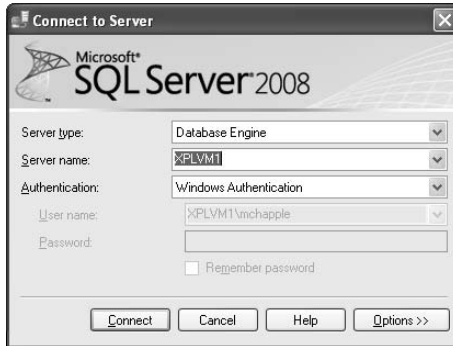 Connect to Server
Microsoft®
SQL Server 2008
Server type: Database Engine
Server name: XPLVM1
Authentication: Windows Authentication
User name: XPLVM1\mchapple
Password:
Remember password
Connect Cancel Help Options >>